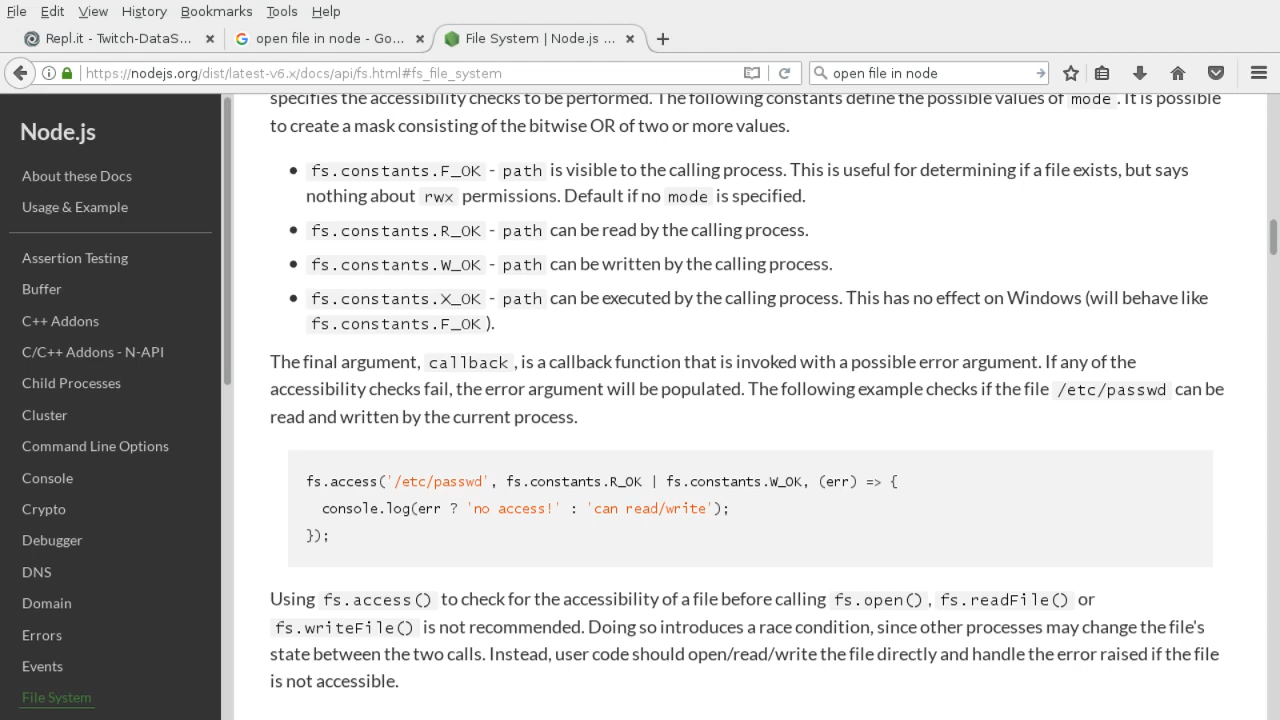 File Edit View History Bookmarks Tools Help
Repl.it - Twitch-DataS... × open file in node - Go... × File System | Node.js ... × +
https://nodejs.org/dist/latest-v6.x/docs/api/fs.html#fs_file_system open file in node
Node.js
About these Docs
Usage & Example
Assertion Testing
Buffer
C++ Addons
C/C++ Addons - N-API
Child Processes
Cluster
Command Line Options
Console
Crypto
Debugger
DNS
Domain
Errors
Events
File System
specifies the accessibility checks to be performed. The following constants define the possible values of mode. It is possible
to create a mask consisting of the bitwise OR of two or more values.
• fs.constants.F_OK - path is visible to the calling process. This is useful for determining if a file exists, but says
nothing about rwx permissions. Default if no mode is specified.
• fs.constants.R_OK - path can be read by the calling process.
• fs.constants.W_OK - path can be written by the calling process.
• fs.constants.X_OK - path can be executed by the calling process. This has no effect on Windows (will behave like
fs.constants.F_OK).
The final argument, callback, is a callback function that is invoked with a possible error argument. If any of the
accessibility checks fail, the error argument will be populated. The following example checks if the file /etc/passwd can be
read and written by the current process.
fs.access('/etc/passwd', fs.constants.R_OK | fs.constants.W_OK, (err) => {
console.log(err ? 'no access!' : 'can read/write');
});
Using fs.access() to check for the accessibility of a file before calling fs.open(), fs.readFile() or
fs.writeFile() is not recommended. Doing so introduces a race condition, since other processes may change the file's
state between the two calls. Instead, user code should open/read/write the file directly and handle the error raised if the file
is not accessible.